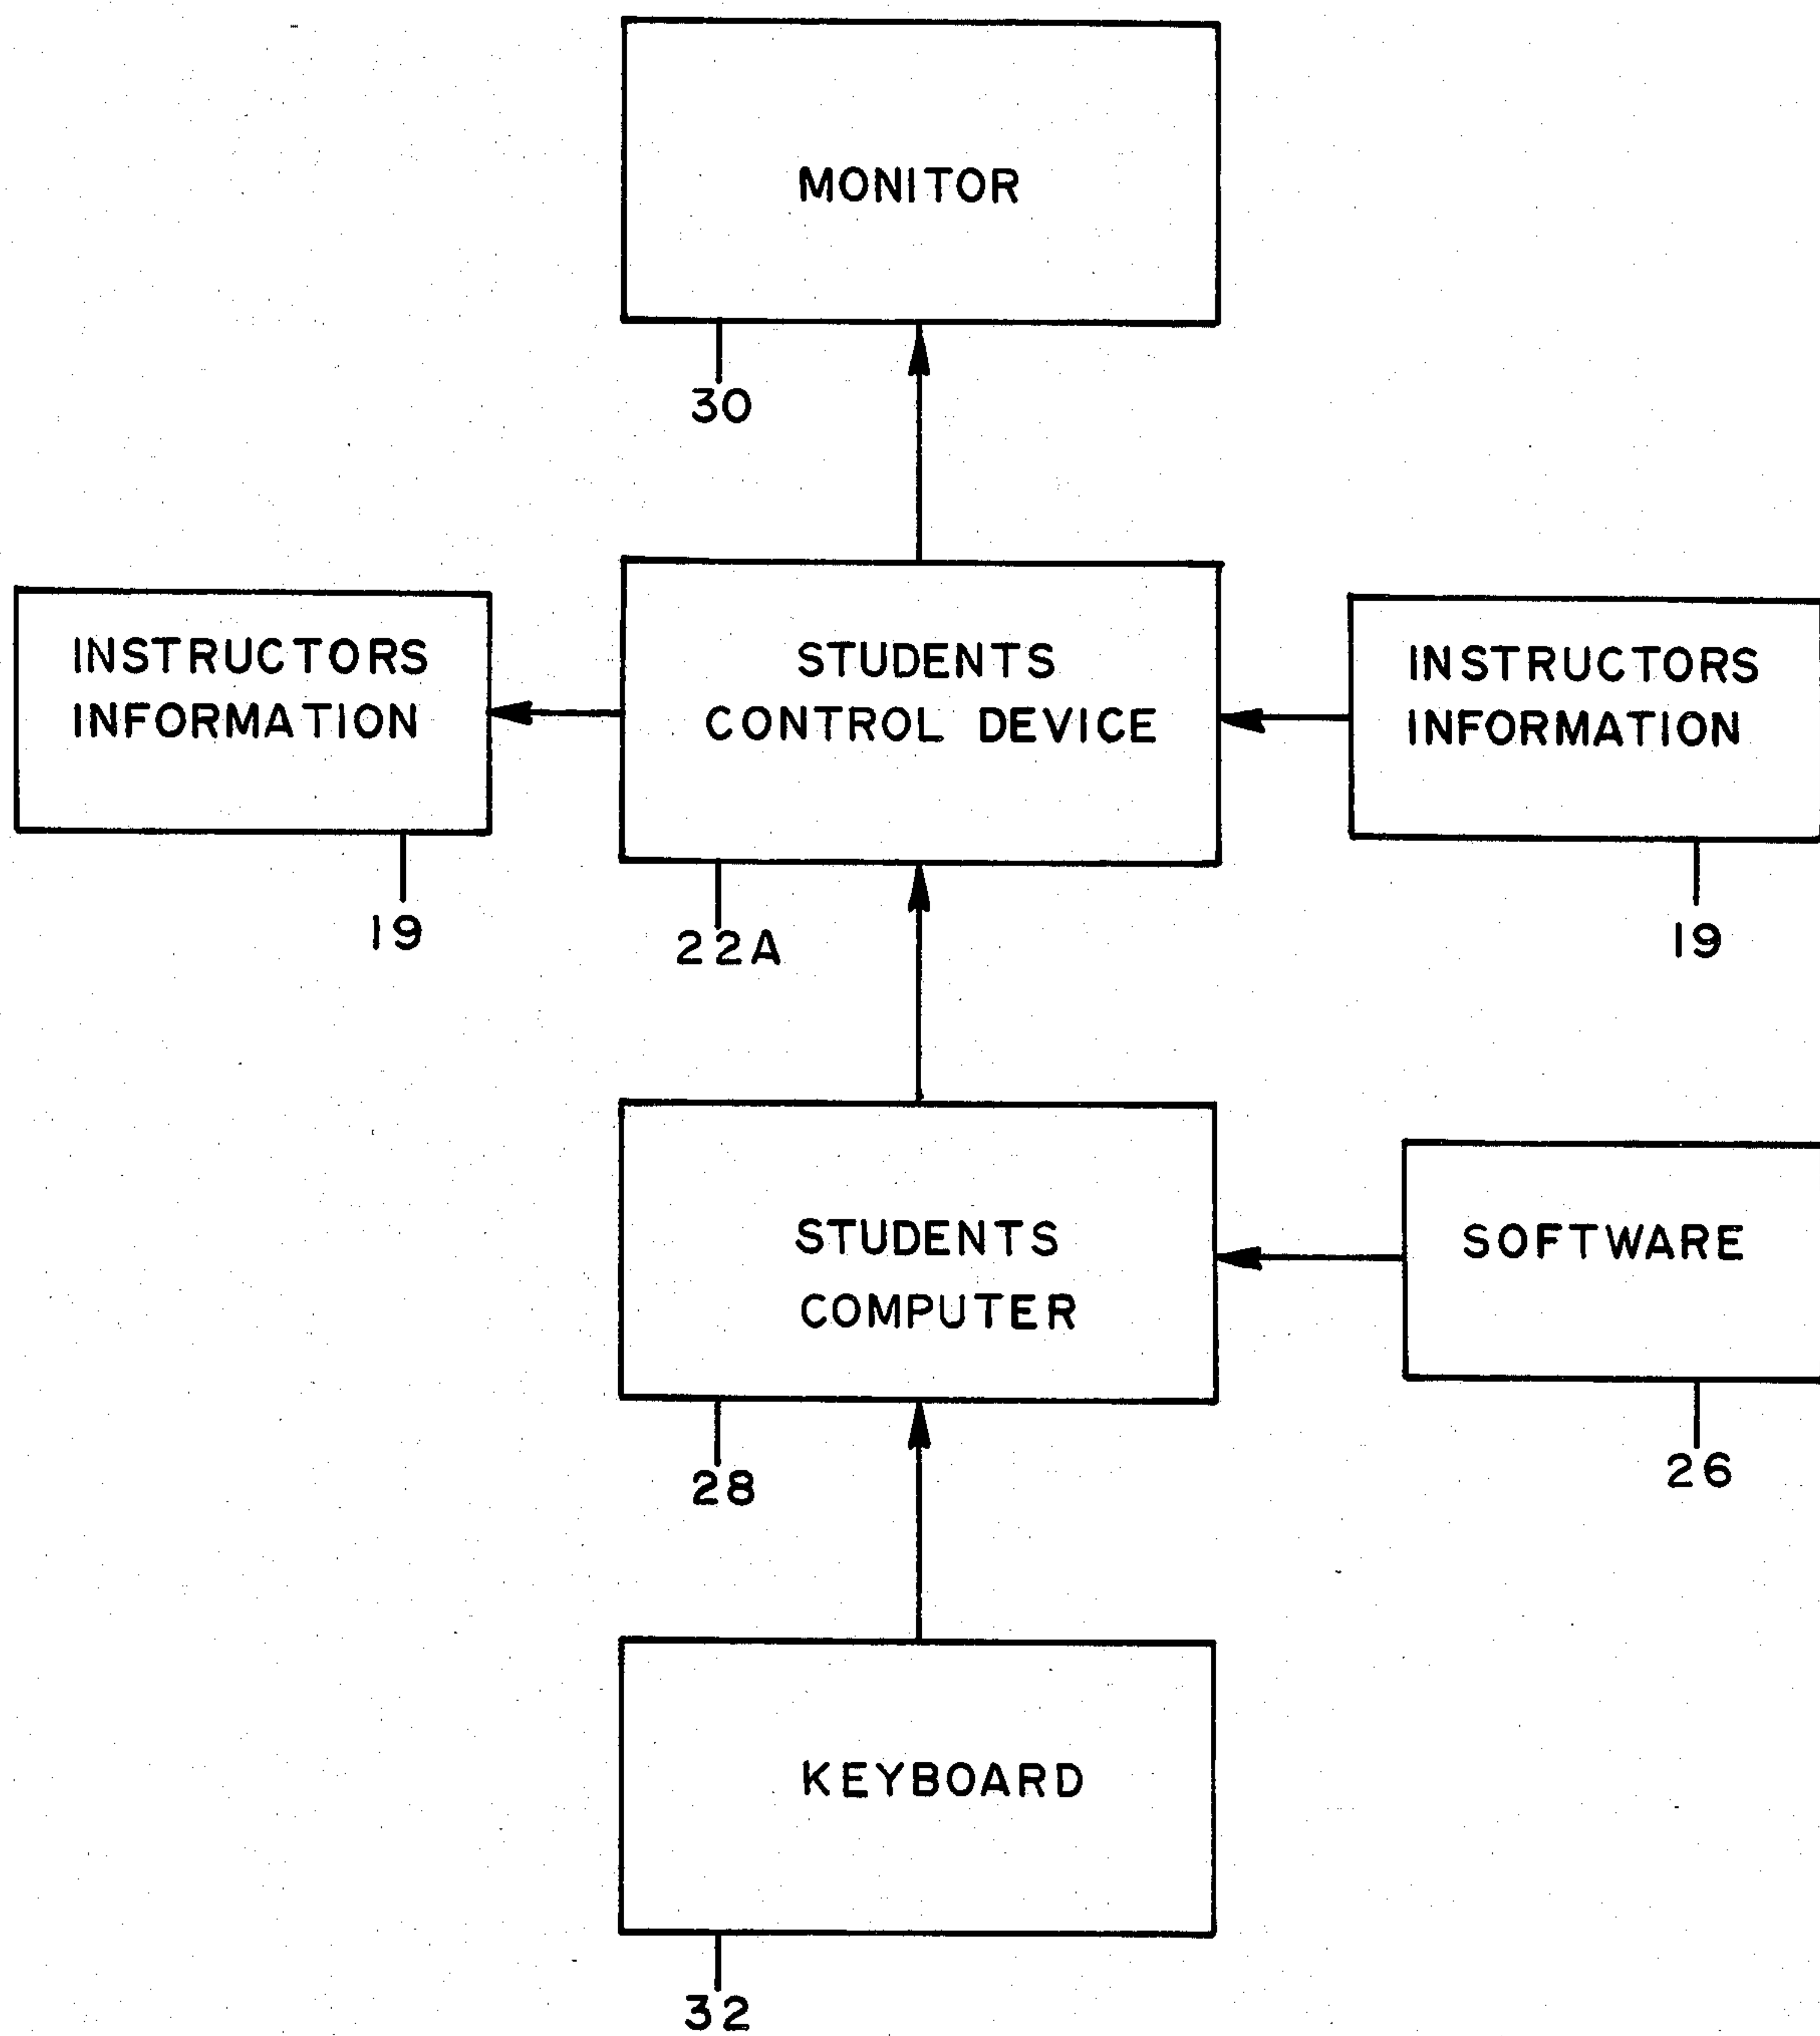 MONITOR
30
INSTRUCTORS
INFORMATION
19
STUDENTS
CONTROL DEVICE
22A
INSTRUCTORS
INFORMATION
19
STUDENTS
COMPUTER
28
SOFTWARE
26
KEYBOARD
32